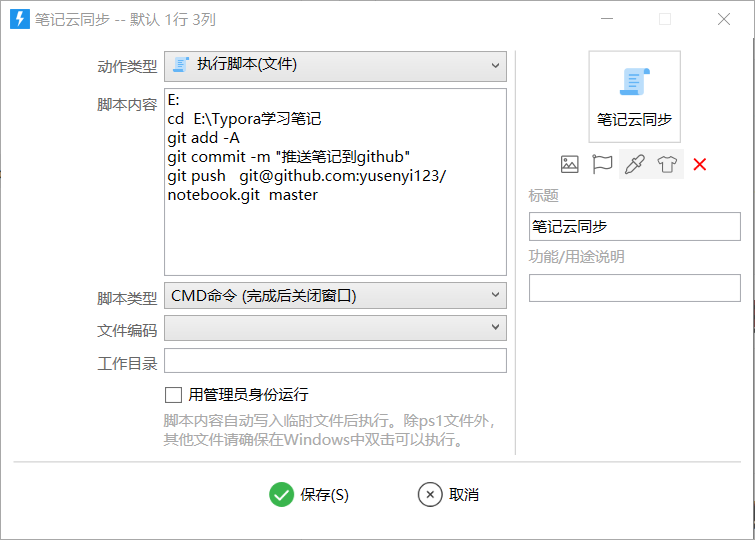 笔记云同步 -- 默认 1行 3列
动作类型
执行脚本(文件)
脚本内容
E:
cd  E:\Typora学习笔记
git add -A
git commit -m "推送笔记到github"
git push   git@github.com:yusenyi123/
notebook.git  master
脚本类型
CMD命令 (完成后关闭窗口)
文件编码
工作目录
用管理员身份运行
脚本内容自动写入临时文件后执行。除ps1文件外，
其他文件请确保在Windows中双击可以执行。
笔记云同步
标题
笔记云同步
功能/用途说明
保存(S)
取消